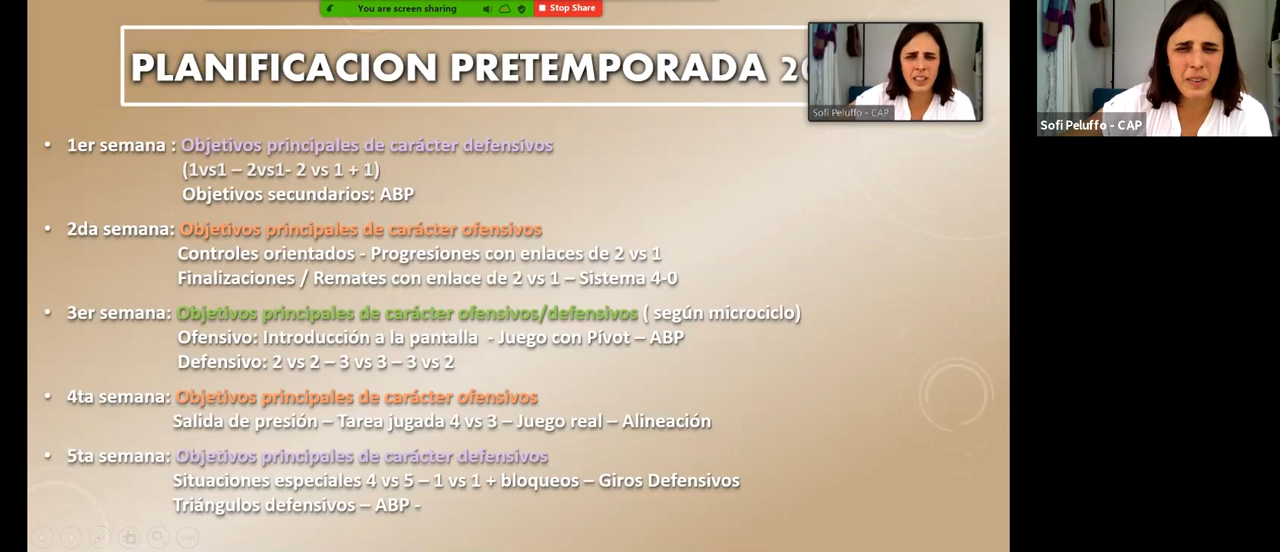 You are screen sharing
Stop Share
PLANIFICACION PRETEMPORADA
Sofi Peluffo - CAP
Sofi Peluffo - CAP
• 1er semana : Objetivos principales de carácter defensivos
(1vs1 – 2vs1- 2 vs 1 + 1)
Objetivos secundarios: ABP
• 2da semana: Objetivos principales de carácter ofensivos
Controles orientados - Progresiones con enlaces de 2 vs 1
Finalizaciones / Remates con enlace de 2 vs 1 – Sistema 4-0
• 3er semana: Objetivos principales de carácter ofensivos/defensivos ( según microciclo)
Ofensivo: Introducción a la pantalla - Juego con Pívot – ABP
Defensivo: 2 vs 2 – 3 vs 3 – 3 vs 2
• 4ta semana: Objetivos principales de carácter ofensivos
Salida de presión – Tarea jugada 4 vs 3 – Juego real – Alineación
• 5ta semana: Objetivos principales de carácter defensivos
Situaciones especiales 4 vs 5 – 1 vs 1 + bloqueos – Giros Defensivos
Triángulos defensivos – ABP -